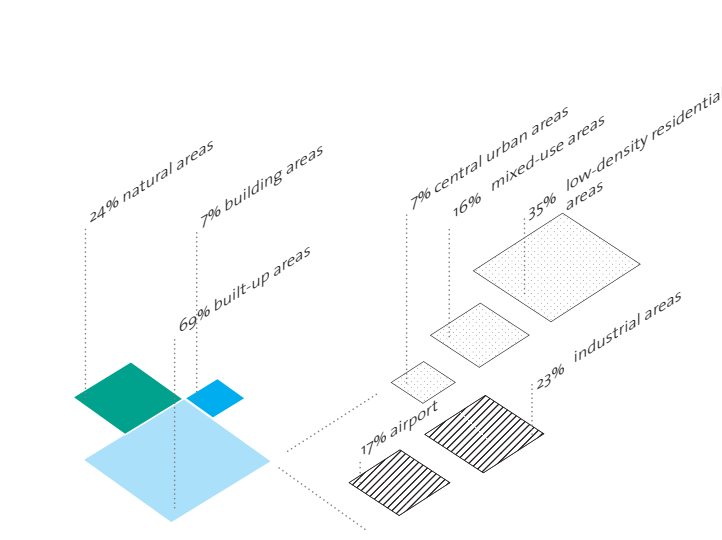 24% natural areas
7% building areas
69% built-up areas
7% central urban areas
16% mixed-use areas
35% low-density residential
areas
23% industrial areas
17% airport